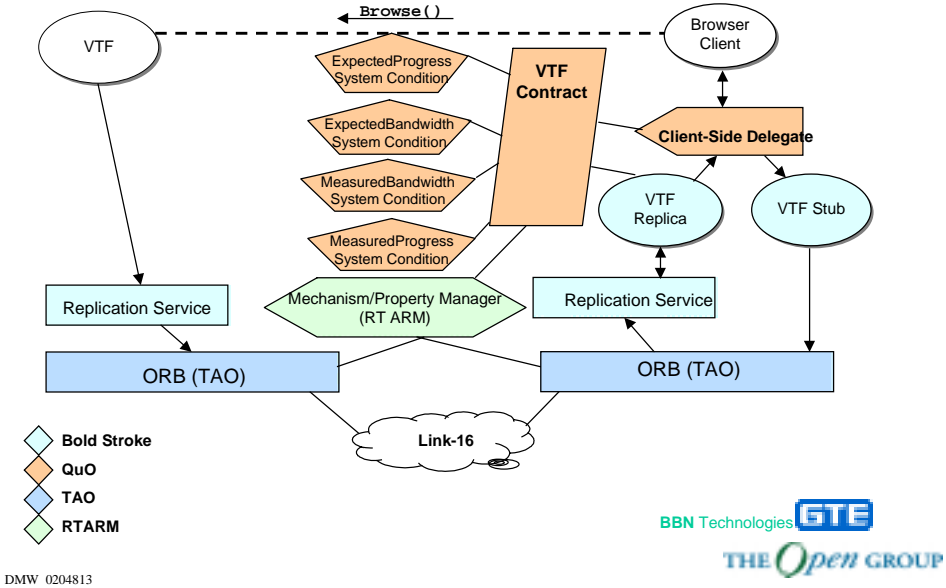 Browse()
VTF
Browser
Client
ExpectedProgress
System Condition
VTF
Contract
ExpectedBandwidth
System Condition
Client-Side Delegate
MeasuredBandwidth
System Condition
VTF
Replica
VTF Stub
MeasuredProgress
System Condition
Replication Service
Mechanism/Property Manager
(RT ARM)
Replication Service
ORB (TAO)
ORB (TAO)
Link-16
Bold Stroke
QuO
TAO
RTARM
BBN Technologies
GTE
THE Open GROUP
DMW 0204813